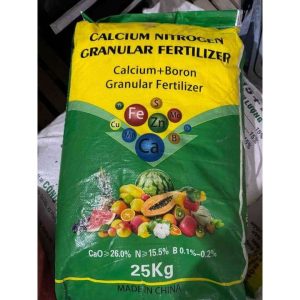 CALCIUM NITROGEN
GRANULAR FERTILIZER
Calcium+Boron
Granular Fertilizer
S
Fe
Zn
Cu
B
Ca
CaO≥26.0% N≥15.5% B 0.1%-0.2%
25Kg
MADE IN CHINA